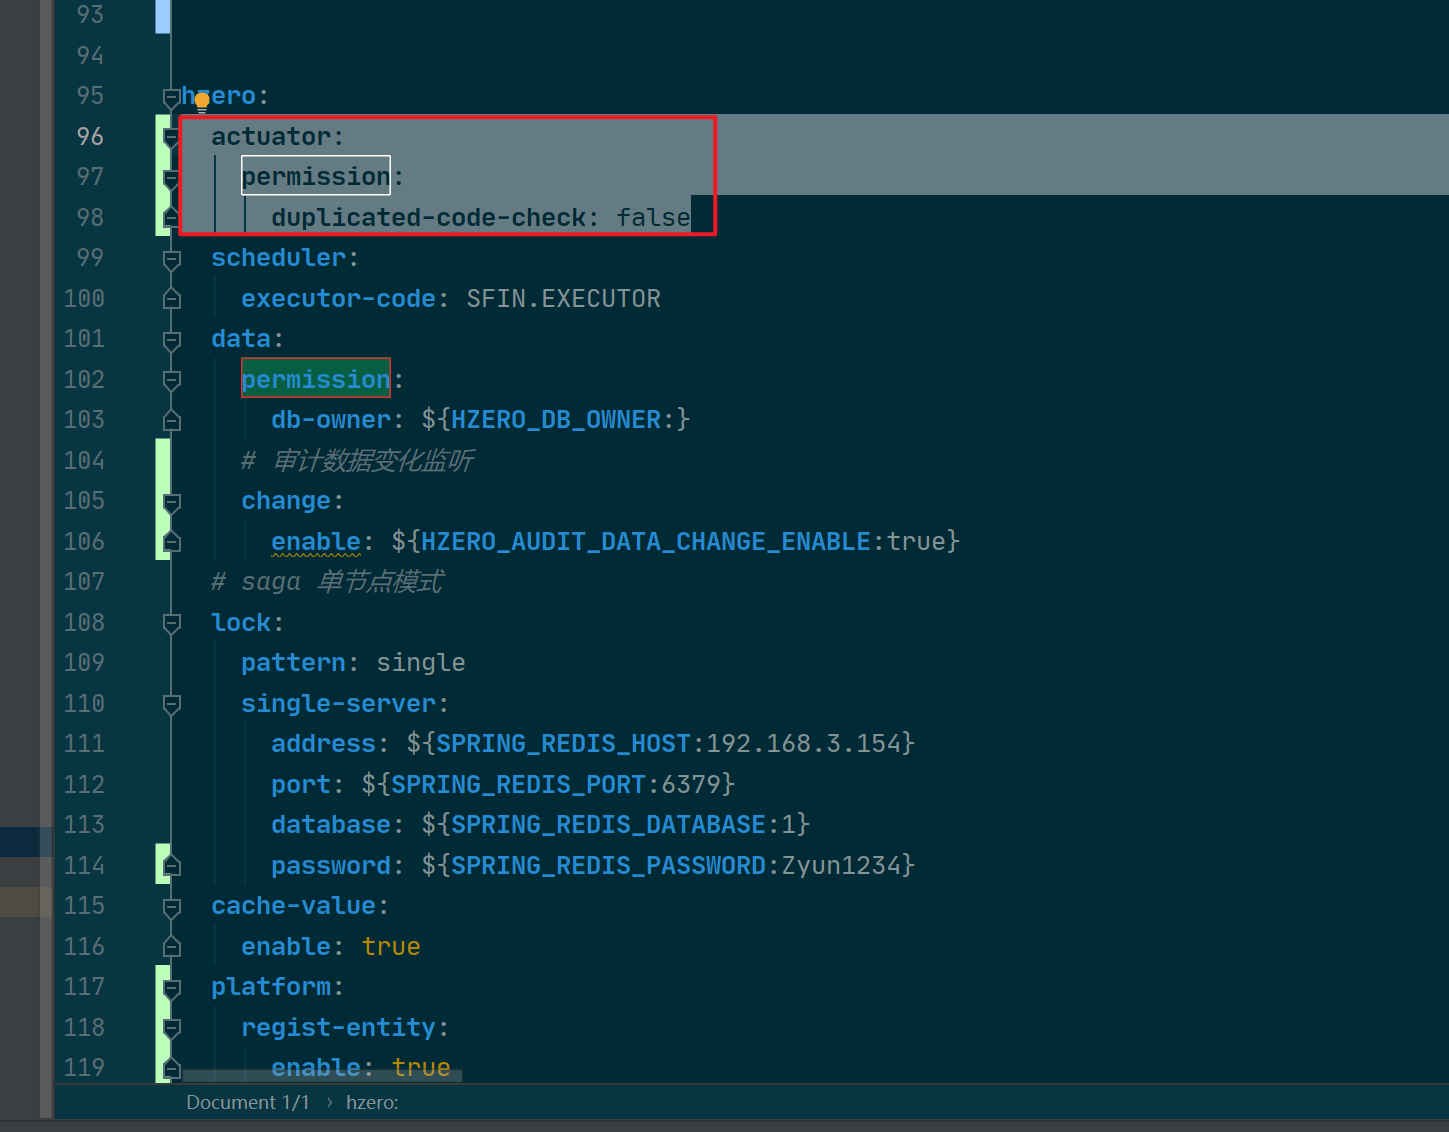 93
94
95 hzero:
96   actuator:
97     permission:
98       duplicated-code-check: false
99   scheduler:
100     executor-code: SFIN.EXECUTOR
101   data:
102     permission:
103       db-owner: ${HZERO_DB_OWNER:}
104     # 审计数据变化监听
105     change:
106       enable: ${HZERO_AUDIT_DATA_CHANGE_ENABLE:true}
107   # saga 单节点模式
108   lock:
109     pattern: single
110     single-server:
111       address: ${SPRING_REDIS_HOST:192.168.3.154}
112       port: ${SPRING_REDIS_PORT:6379}
113       database: ${SPRING_REDIS_DATABASE:1}
114       password: ${SPRING_REDIS_PASSWORD:Zyun1234}
115   cache-value:
116     enable: true
117   platform:
118     regist-entity:
119       enable: true
Document 1/1 › hzero: